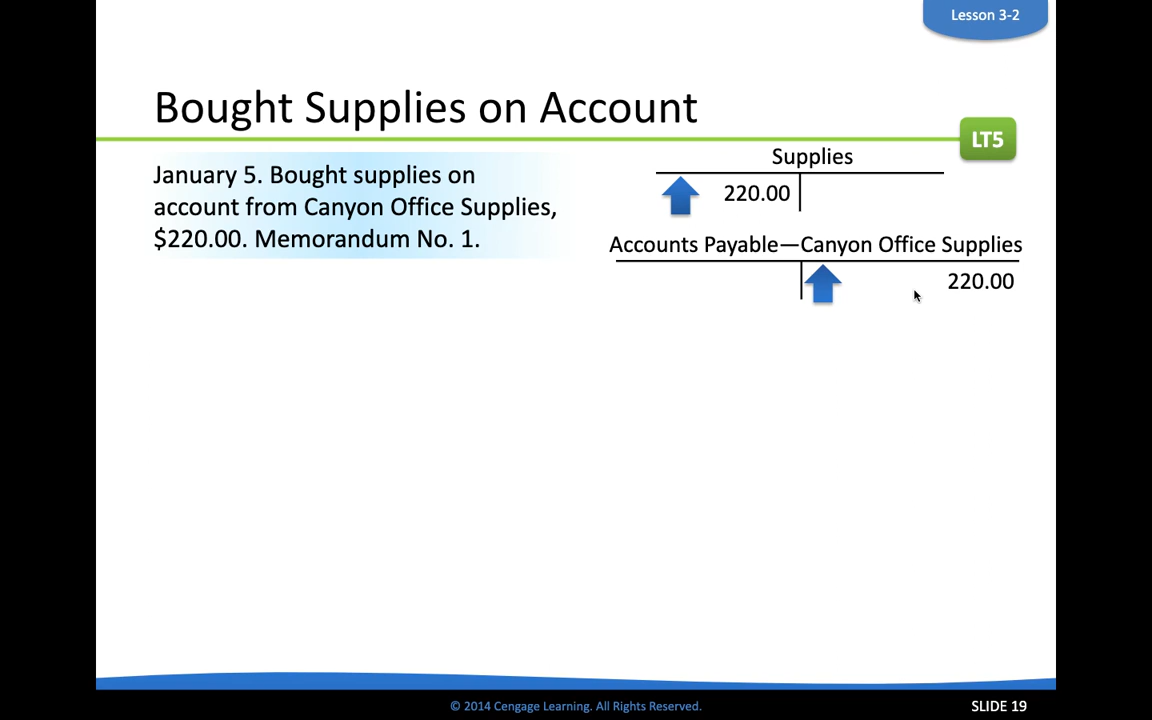 Lesson 3-2
Bought Supplies on Account
LT5
January 5. Bought supplies on
account from Canyon Office Supplies,
$220.00. Memorandum No. 1.
Supplies
220.00
Accounts Payable—Canyon Office Supplies
220.00
© 2014 Cengage Learning. All Rights Reserved.
SLIDE 19